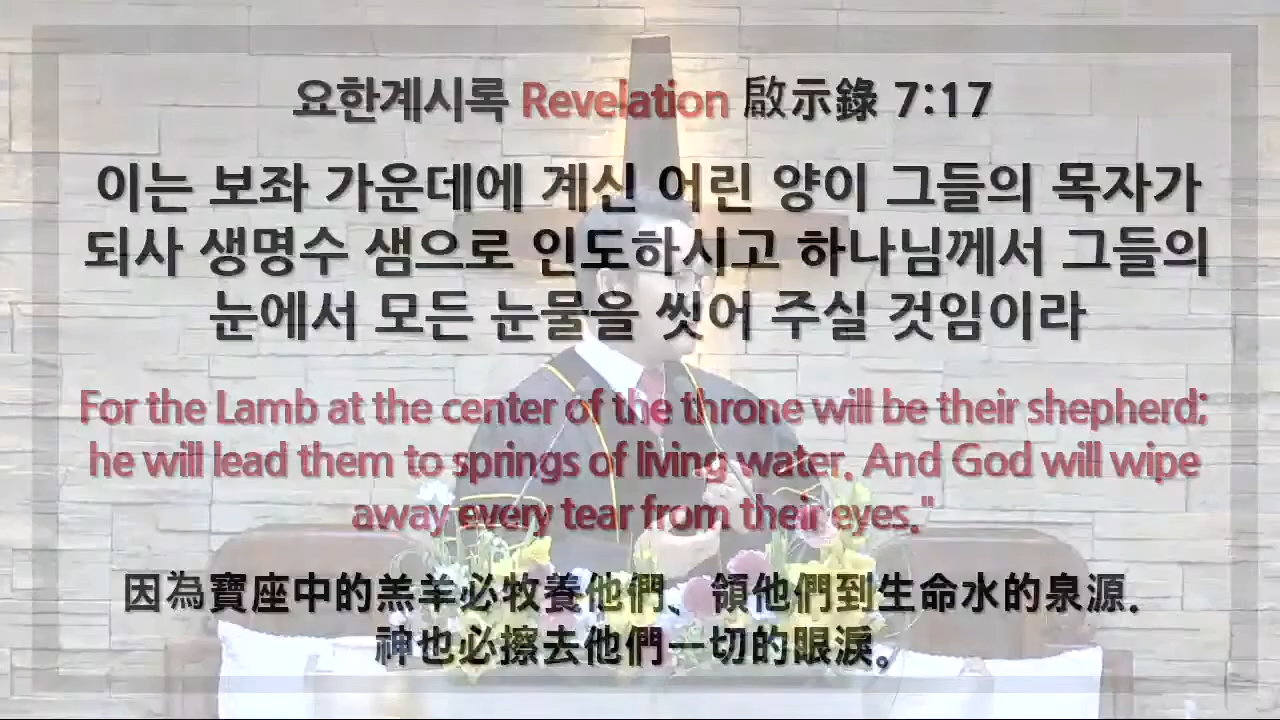 요한계시록 Revelation 啟示錄 7:17
이는 보좌 가운데에 계신 어린 양이 그들의 목자가
되사 생명수 샘으로 인도하시고 하나님께서 그들의
눈에서 모든 눈물을 씻어 주실 것임이라
For the Lamb at the center of the throne will be their shepherd;
he will lead them to springs of living water. And God will wipe
away every tear from their eyes."
因為寶座中的羔羊必牧養他們、領他們到生命水的泉源.
神也必擦去他們一切的眼淚。